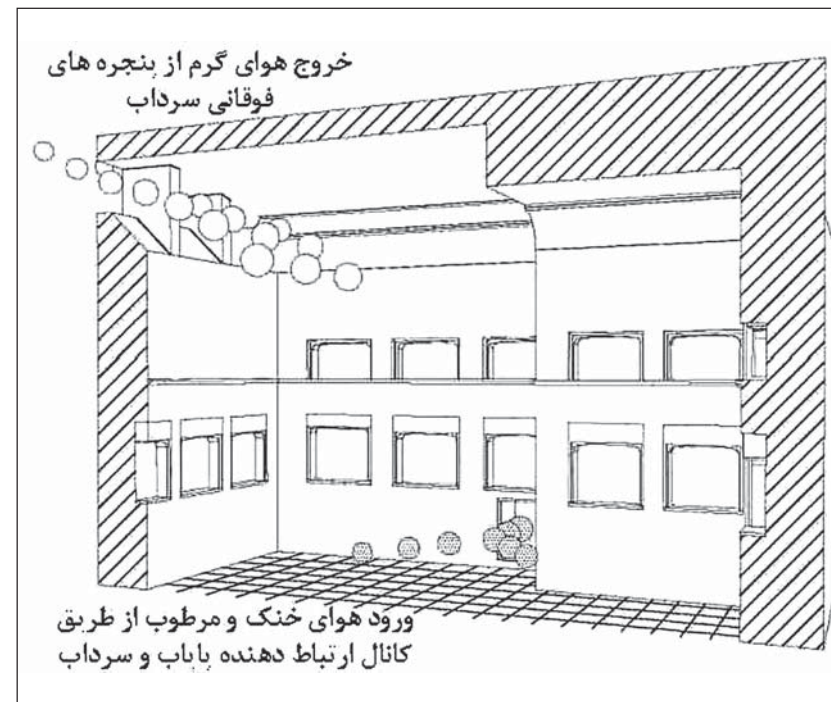 خروج هوای گرم از پنجره های
فوقانی سرداب
ورود هوای خنک و مرطوب از طریق
کانال ارتباط دهنده پایاب و سرداب